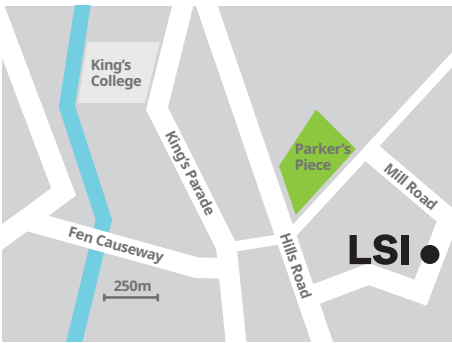 King's
College
King's Parade
Parker's
Piece
Mill Road
Fen Causeway
Hills Road
LSI
250m